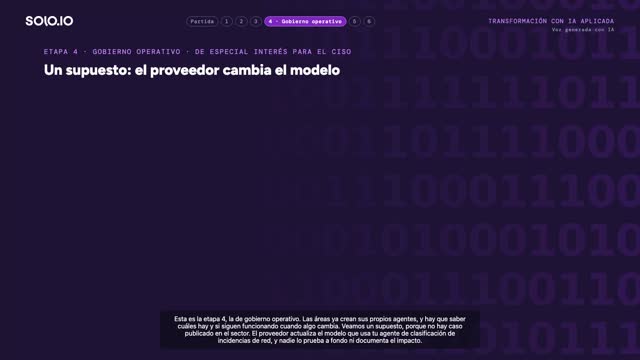 SOLO.IO
Partida 1 2 3 4 · Gobierno operativo 5 6
TRANSFORMACIÓN CON IA APLICADA
Voz generada con IA
ETAPA 4 · GOBIERNO OPERATIVO · DE ESPECIAL INTERÉS PARA EL CISO
Un supuesto: el proveedor cambia el modelo
Esta es la etapa 4, la de gobierno operativo. Las áreas ya crean sus propios agentes, y hay que saber
cuáles hay y si siguen funcionando cuando algo cambia. Veamos un supuesto, porque no hay caso
publicado en el sector. El proveedor actualiza el modelo que usa tu agente de clasificación de
incidencias de red, y nadie lo prueba a fondo ni documenta el impacto.